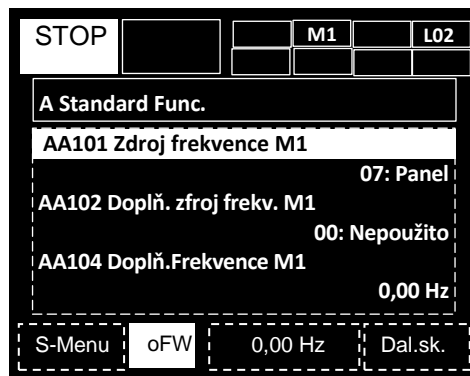 STOP M1 L02
A Standard Func.
AA101 Zdroj frekvence M1
07: Panel
AA102 Doplň. zfroj frekv. M1
00: Nepoužito
AA104 Doplň.Frekvence M1
0,00 Hz
S-Menu oFW 0,00 Hz Dal.sk.